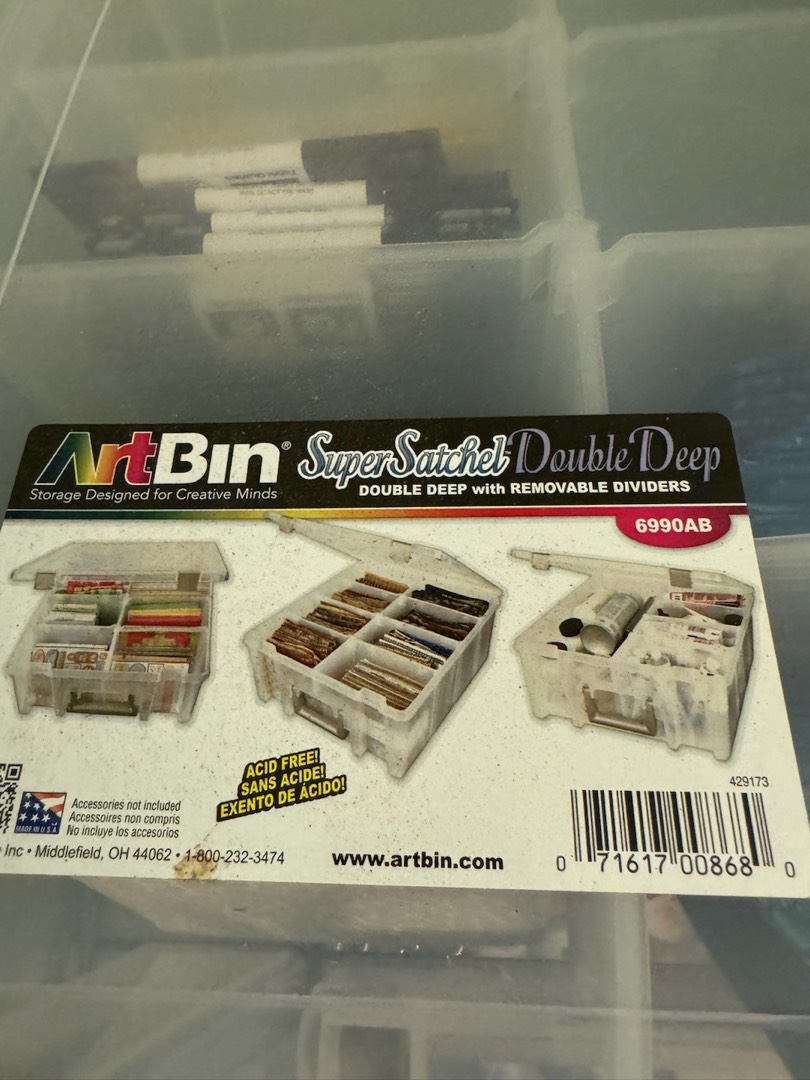 ArtBin® Super Satchel Double Deep
Storage Designed for Creative Minds
DOUBLE DEEP with REMOVABLE DIVIDERS
6990AB
ACID FREE!
SANS ACIDE!
EXENTO DE ÁCIDO!
MADE IN U.S.A.
Accessories not included
Accessoires non compris
No incluye los accesorios
Inc • Middlefield, OH 44062 • 1-800-232-3474
www.artbin.com
429173
0 71617 00868 0